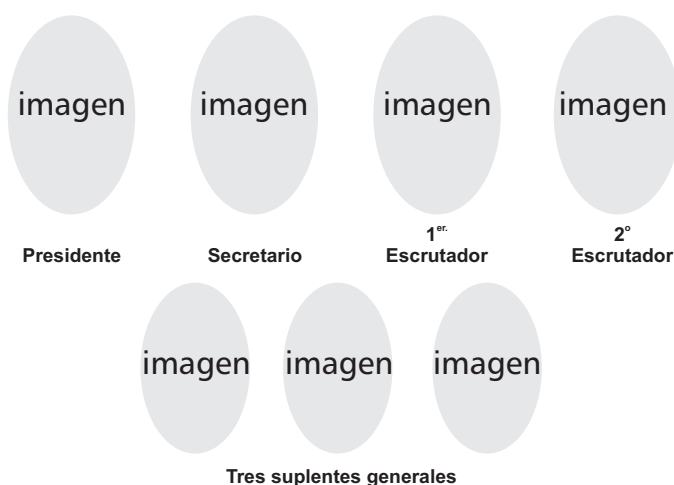 imagen imagen imagen imagen
Presidente Secretario 1er. Escrutador 2° Escrutador
imagen imagen imagen
Tres suplentes generales